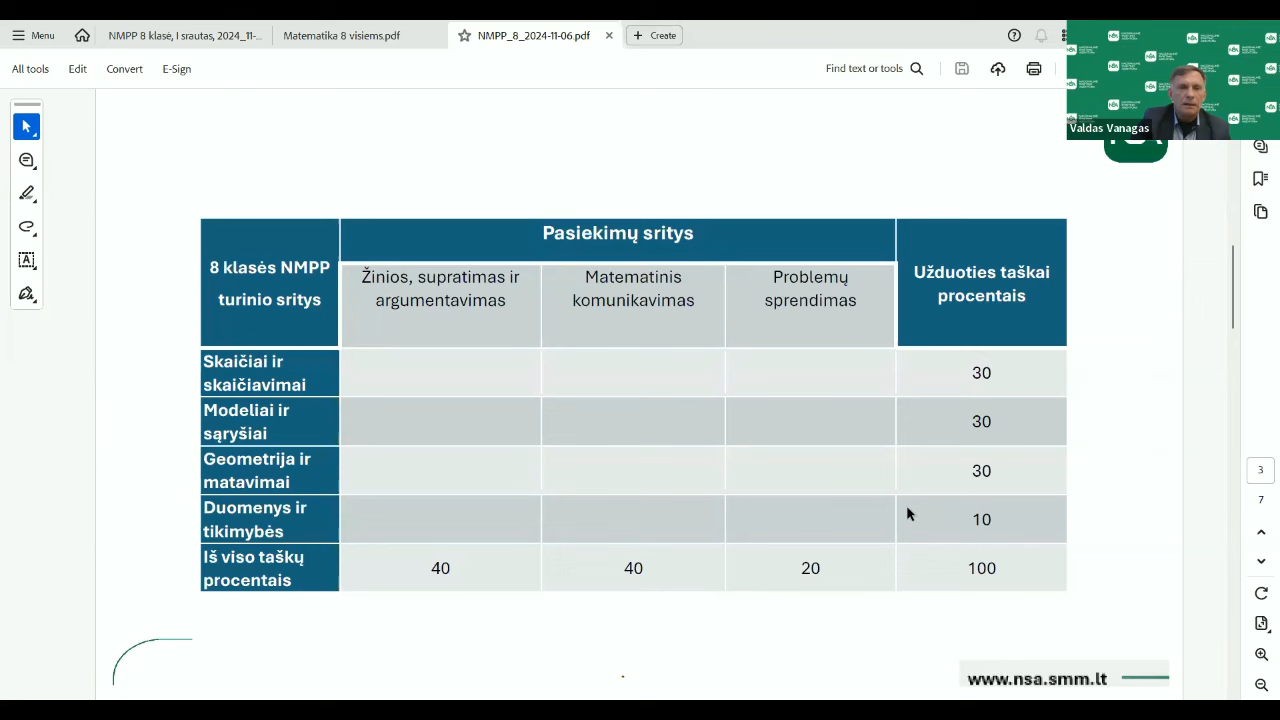 Menu
NMPP 8 klasė, I srautas, 2024_11-...
Matematika 8 visiems.pdf
NMPP_8_2024-11-06.pdf
Create
All tools
Edit
Convert
E-Sign
Find text or tools
Valdas Vanagas
8 klasės NMPP
turinio sritys
Pasiekimų sritys
Užduoties taškai
procentais
Žinios, supratimas ir
argumentavimas
Matematinis
komunikavimas
Problemų
sprendimas
Skaičiai ir
skaičiavimai
30
Modeliai ir
sąryšiai
30
Geometrija ir
matavimai
30
Duomenys ir
tikimybės
10
Iš viso taškų
procentais
40
40
20
100
3
7
www.nsa.smm.lt